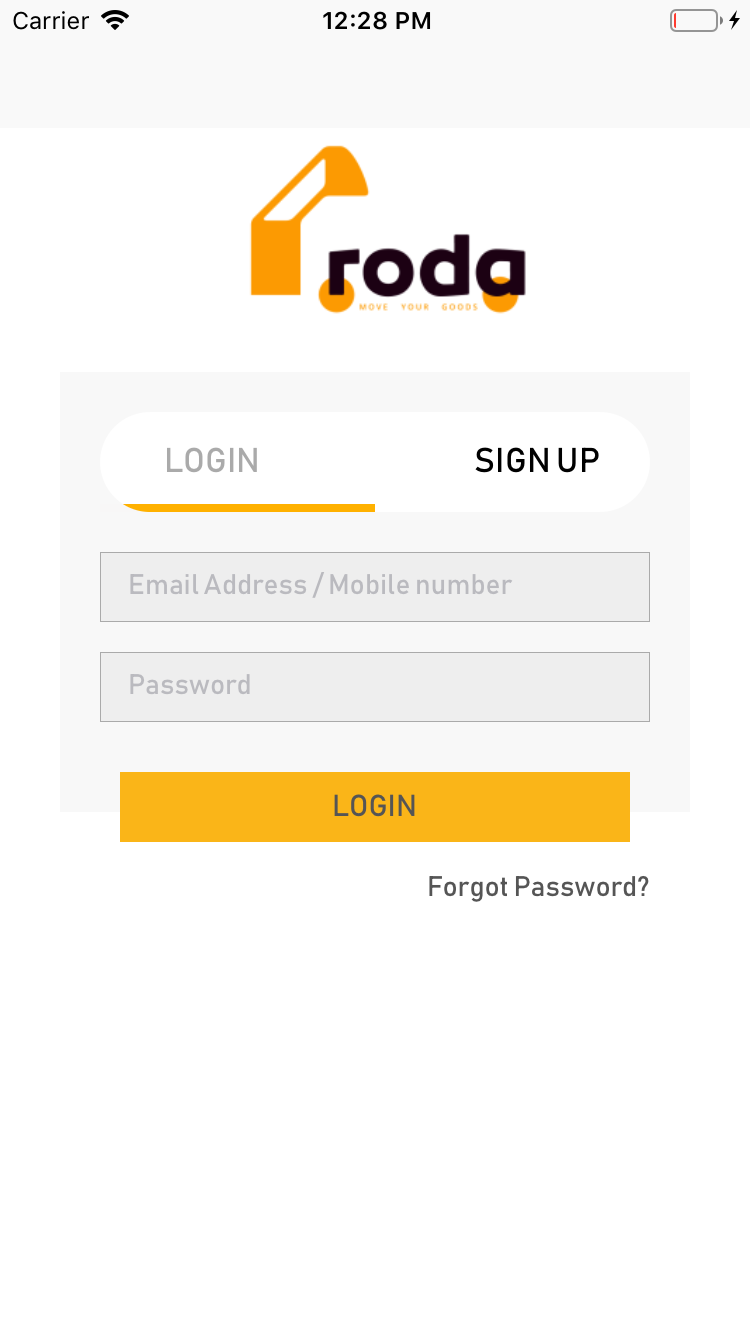 Carrier 12:28 PM
roda
MOVE YOUR GOODS
LOGIN SIGN UP
Email Address / Mobile number
Password
LOGIN
Forgot Password?